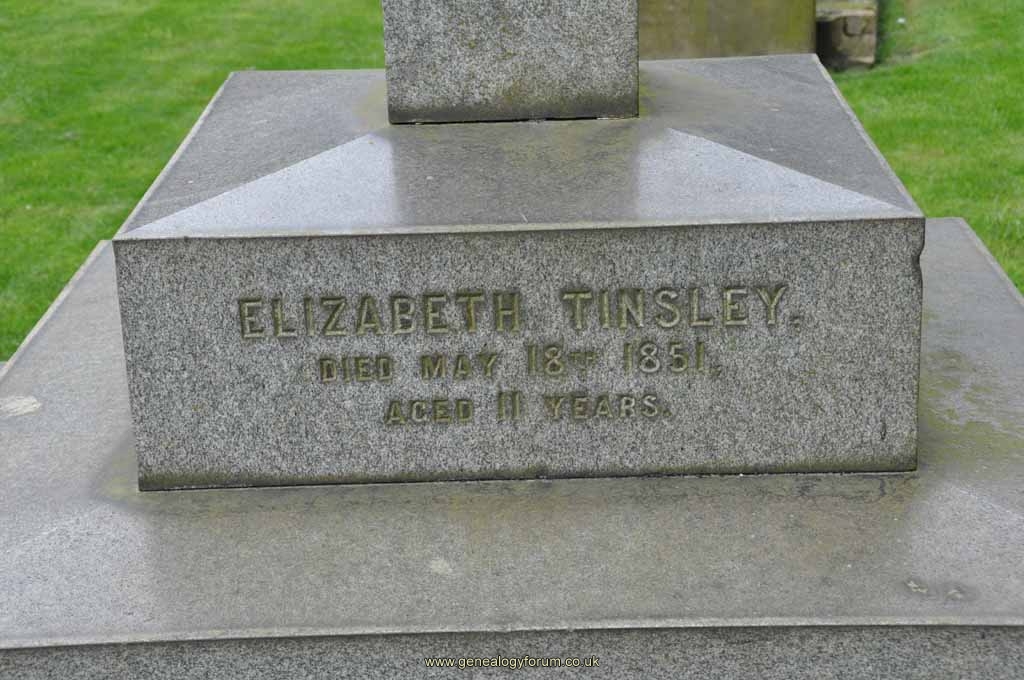 ELIZABETH TINSLEY.
DIED MAY 18TH 1851,
AGED 11 YEARS.
www.genealogyforum.co.uk